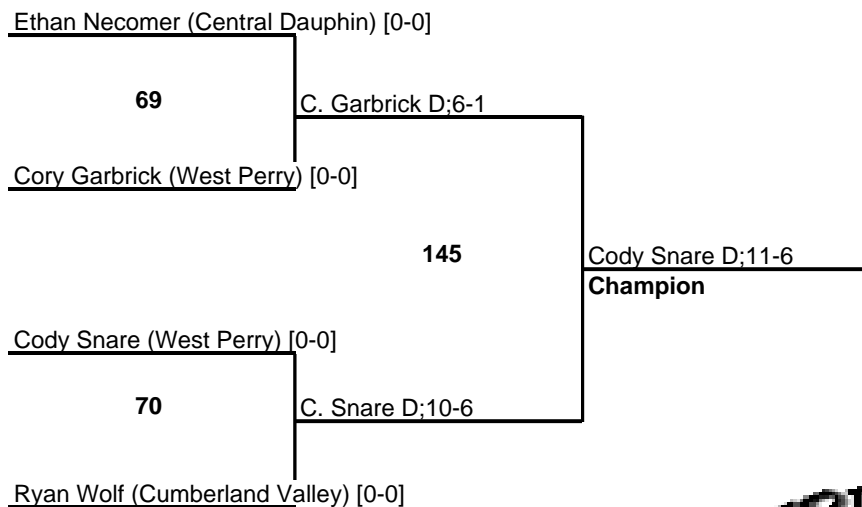 Ethan Necomer (Central Dauphin) [0-0]
69
C. Garbrick D;6-1
Cory Garbrick (West Perry) [0-0]
145
Cody Snare D;11-6
Champion
Cody Snare (West Perry) [0-0]
70
C. Snare D;10-6
Ryan Wolf (Cumberland Valley) [0-0]